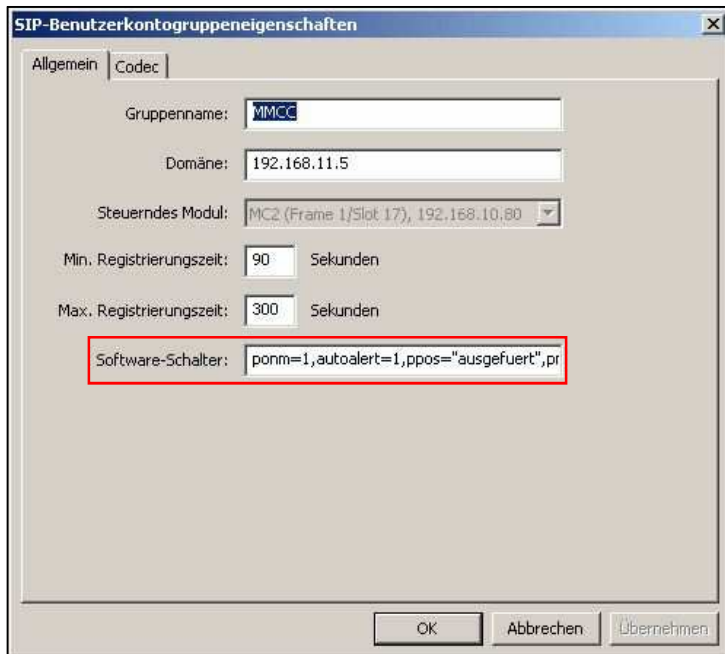 SIP-Benutzerkontogruppeneigenschaften
Allgemein Codec
Gruppenname: MMCC
Domäne: 192.168.11.5
Steuerndes Modul: MC2 (Frame 1/Slot 17), 192.168.10.80
Min. Registrierungszeit: 90 Sekunden
Max. Registrierungszeit: 300 Sekunden
Software-Schalter: ponm=1,autoalert=1,ppos="ausgefuert",pr
OK Abbrechen Übernehmen